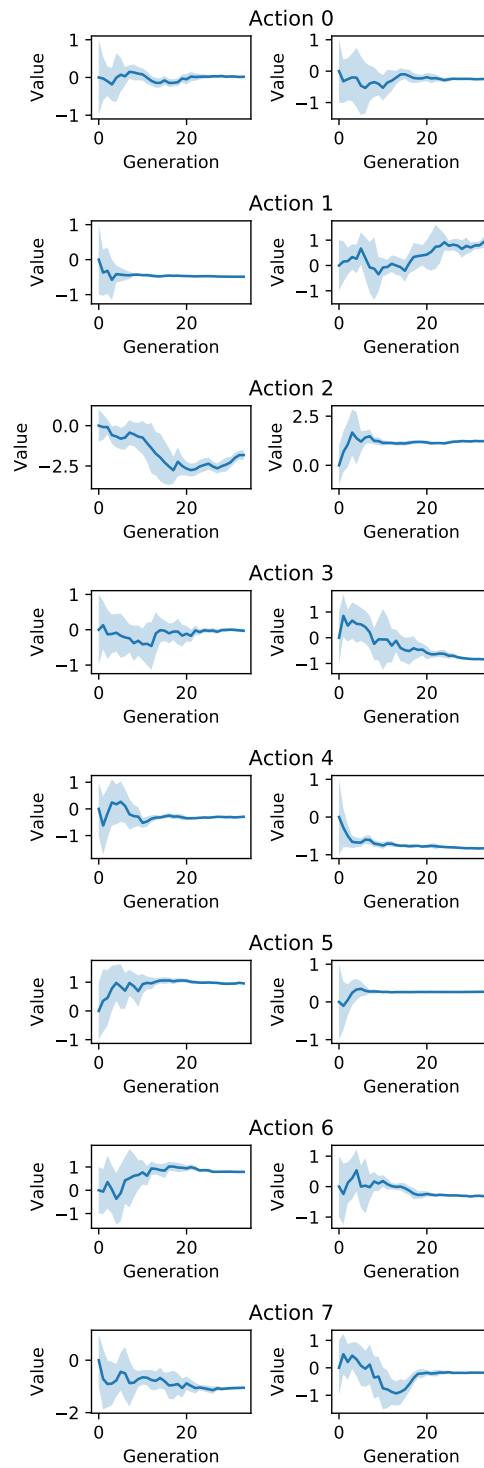 Action 0
Value 1 0 −1 0 20 Generation
Value 1 0 −1 0 20 Generation
Action 1
Value 1 0 −1 0 20 Generation
Value 1 0 −1 0 20 Generation
Action 2
Value 0.0 −2.5 0 20 Generation
Value 2.5 0.0 0 20 Generation
Action 3
Value 1 0 −1 0 20 Generation
Value 1 0 −1 0 20 Generation
Action 4
Value 1 0 −1 0 20 Generation
Value 1 0 −1 0 20 Generation
Action 5
Value 1 0 −1 0 20 Generation
Value 1 0 −1 0 20 Generation
Action 6
Value 1 0 −1 0 20 Generation
Value 1 0 −1 0 20 Generation
Action 7
Value 0 −2 0 20 Generation
Value 1 0 −1 0 20 Generation